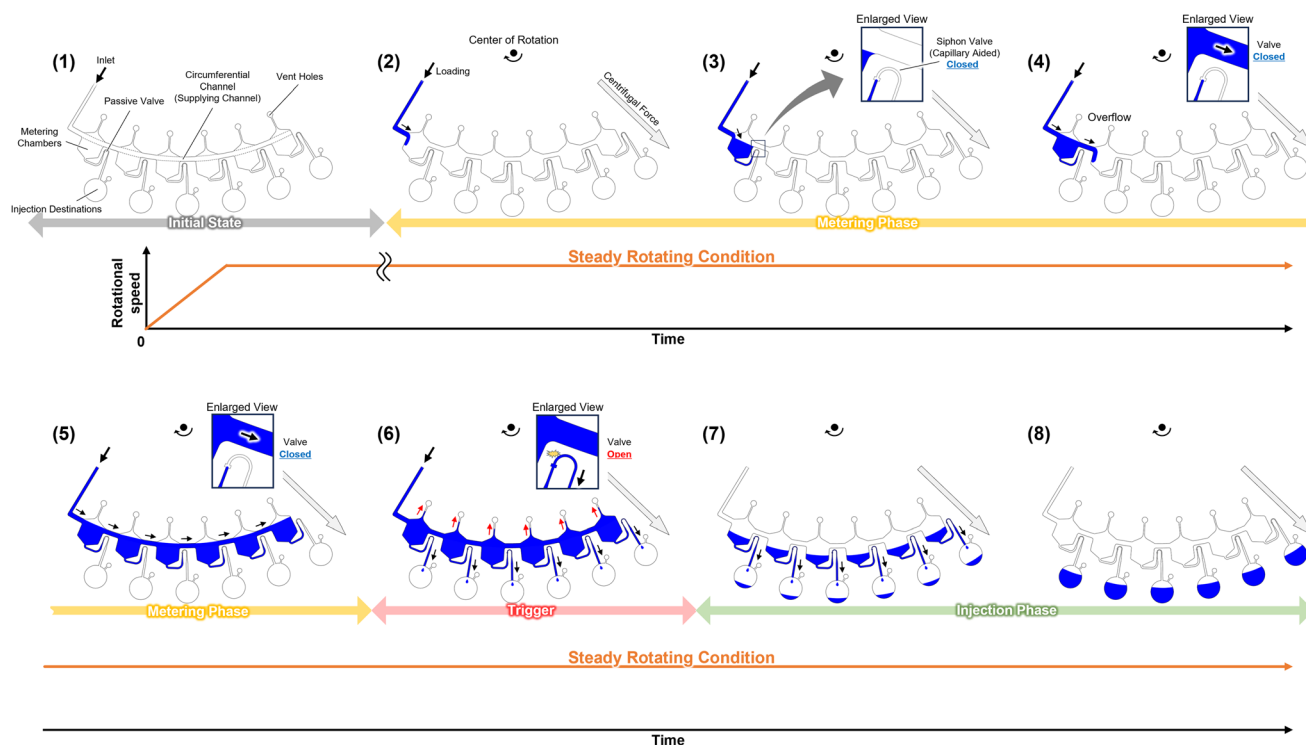 (1)
Inlet
Passive Valve
Circumferential
Channel
(Supplying Channel)
Vent Holes
Metering
Chambers
Injection Destinations
(2)
Center of Rotation
Loading
Centrifugal Force
(3)
Enlarged View
Siphon Valve
(Capillary Aided)
Closed
(4)
Enlarged View
Valve
Closed
Overflow
Initial State
Metering Phase
Steady Rotating Condition
Rotational
speed
0
Time
(5)
Enlarged View
Valve
Closed
(6)
Enlarged View
Valve
Open
(7)
(8)
Metering Phase
Trigger
Injection Phase
Steady Rotating Condition
Time